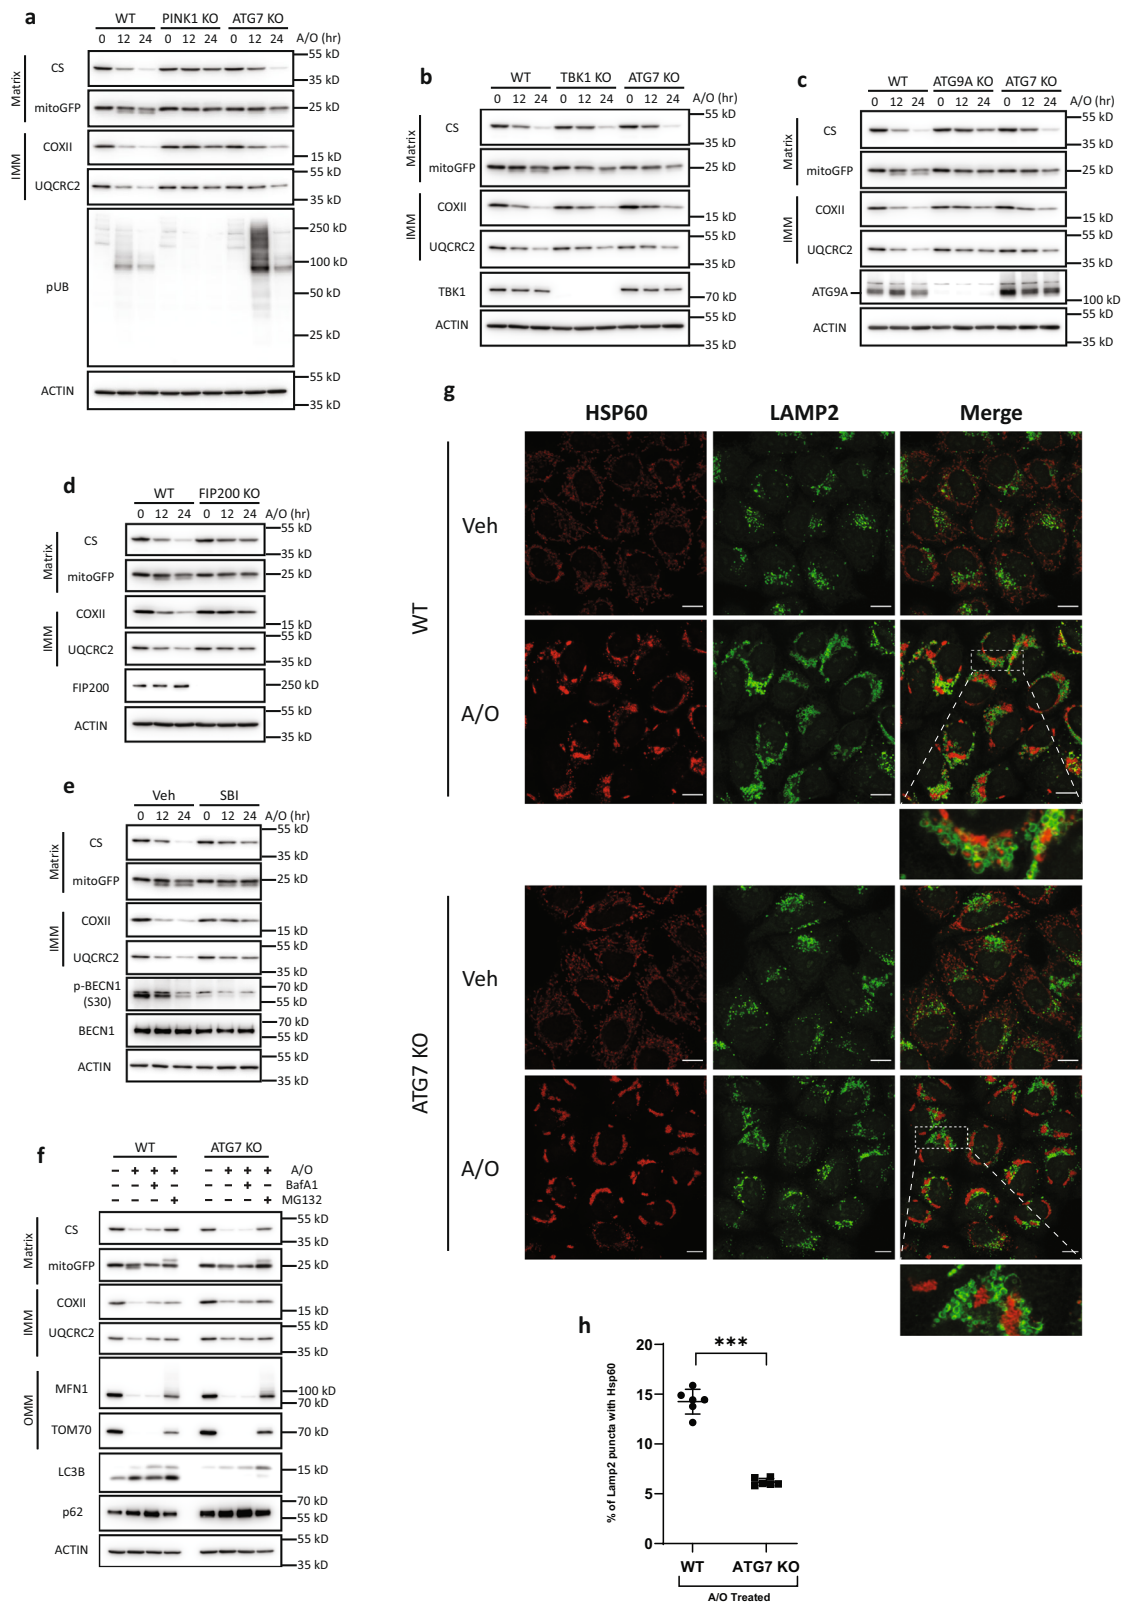 a
WT PINK1 KO ATG7 KO
0 12 24 0 12 24 0 12 24 A/O (hr)
Matrix
CS
55 kD
35 kD
mitoGFP
25 kD
IMM
COXII
15 kD
UQCRC2
55 kD
35 kD
pUB
250 kD
100 kD
50 kD
25 kD
ACTIN
55 kD
35 kD
b
WT TBK1 KO ATG7 KO
0 12 24 0 12 24 0 12 24 A/O (hr)
Matrix
CS
55 kD
35 kD
mitoGFP
25 kD
IMM
COXII
15 kD
UQCRC2
55 kD
35 kD
TBK1
70 kD
ACTIN
55 kD
35 kD
c
WT ATG9A KO ATG7 KO
0 12 24 0 12 24 0 12 24 A/O (hr)
Matrix
CS
55 kD
35 kD
mitoGFP
25 kD
IMM
COXII
15 kD
UQCRC2
55 kD
35 kD
ATG9A
100 kD
ACTIN
55 kD
35 kD
d
WT FIP200 KO
0 12 24 0 12 24 A/O (hr)
Matrix
CS
55 kD
35 kD
mitoGFP
25 kD
IMM
COXII
15 kD
UQCRC2
55 kD
35 kD
FIP200
250 kD
ACTIN
55 kD
35 kD
e
Veh SBI
0 12 24 0 12 24 A/O (hr)
Matrix
CS
55 kD
35 kD
mitoGFP
25 kD
IMM
COXII
15 kD
UQCRC2
55 kD
35 kD
p-BECN1
(S30)
70 kD
55 kD
BECN1
70 kD
55 kD
ACTIN
55 kD
35 kD
f
WT ATG7 KO
– + + + – + + + A/O
– – + – – – + – BafA1
– – – + – – – + MG132
Matrix
CS
55 kD
35 kD
mitoGFP
25 kD
IMM
COXII
15 kD
UQCRC2
55 kD
35 kD
OMM
MFN1
100 kD
70 kD
TOM70
70 kD
LC3B
15 kD
p62
70 kD
55 kD
ACTIN
55 kD
35 kD
g
HSP60 LAMP2 Merge
WT
Veh
A/O
ATG7 KO
Veh
A/O
h
% of Lamp2 puncta with Hsp60
20
15
10
5
0
***
WT ATG7 KO
A/O Treated